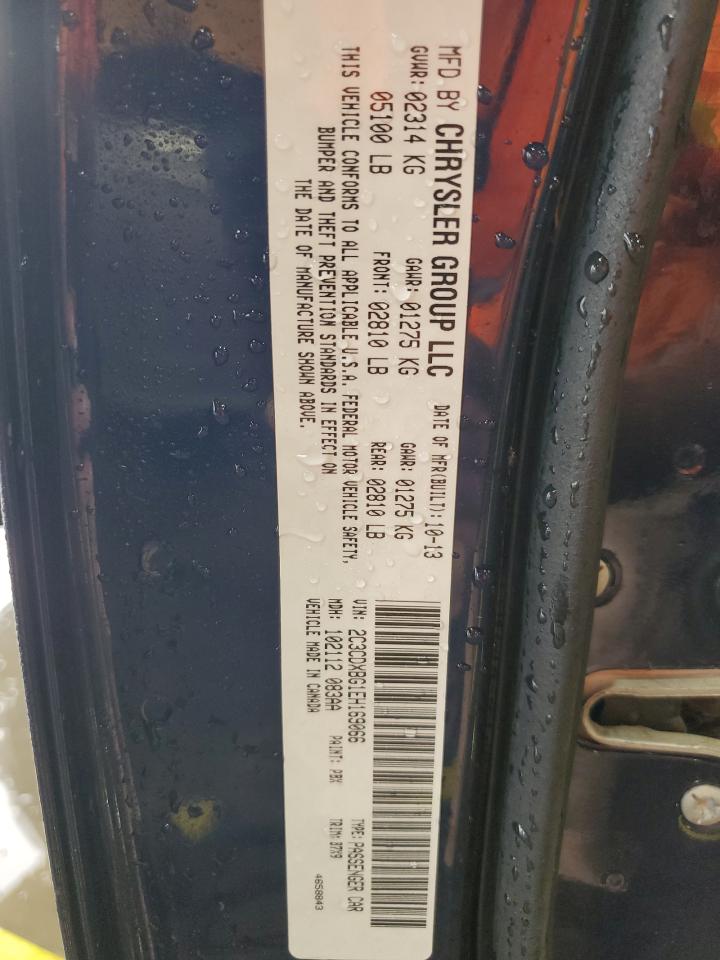 MFD BY CHRYSLER GROUP LLC DATE OF MFR(BUILT): 10-13
GVWR: 02314 KG GAWR: 01275 KG GAWR: 01275 KG
05100 LB FRONT: 02810 LB REAR: 02810 LB
THIS VEHICLE CONFORMS TO ALL APPLICABLE U.S.A. FEDERAL MOTOR VEHICLE SAFETY,
BUMPER AND THEFT PREVENTION STANDARDS IN EFFECT ON
THE DATE OF MANUFACTURE SHOWN ABOVE.
VIN: 2C3CDXBG1EH169066 TYPE: PASSENGER CAR
MDH: 102112 083AA PAINT: PBX TRIM: B7X9
VEHICLE MADE IN CANADA 4658843